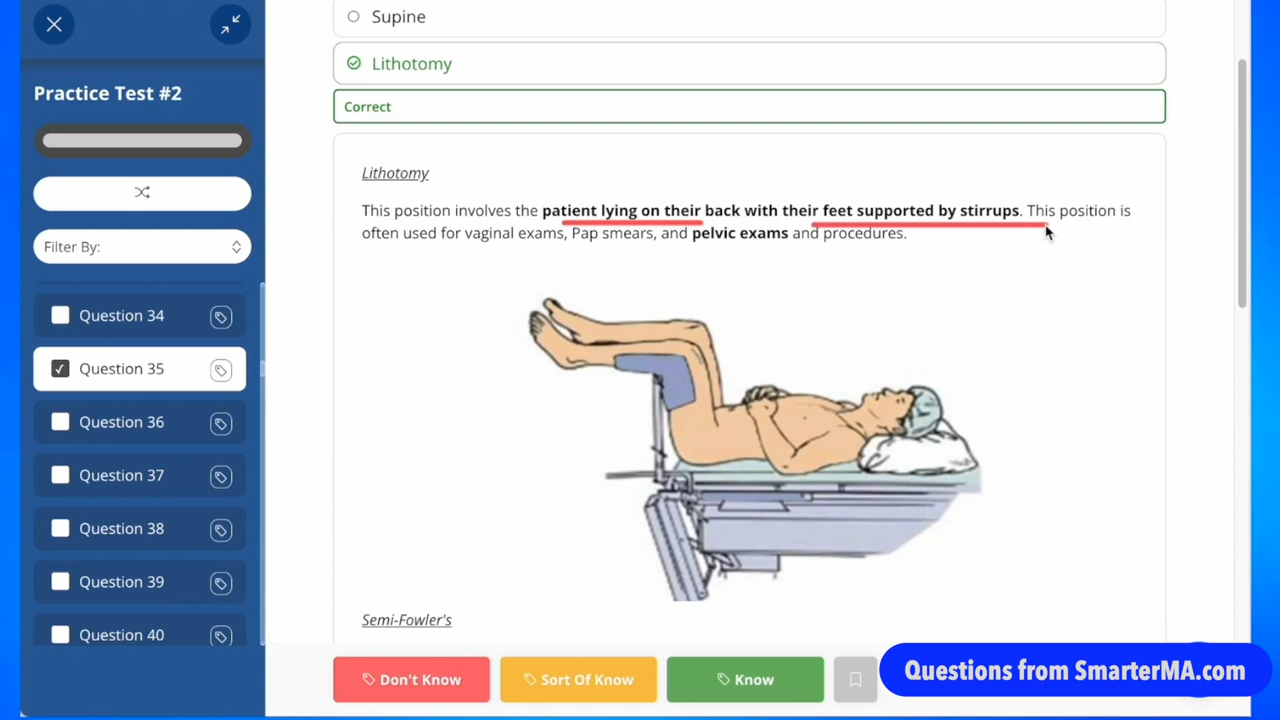 Practice Test #2
Filter By:
Question 34
Question 35
Question 36
Question 37
Question 38
Question 39
Question 40
Supine
Lithotomy
Correct
Lithotomy
This position involves the patient lying on their back with their feet supported by stirrups. This position is
often used for vaginal exams, Pap smears, and pelvic exams and procedures.
Semi-Fowler's
Don't Know
Sort Of Know
Know
Questions from SmarterMA.com